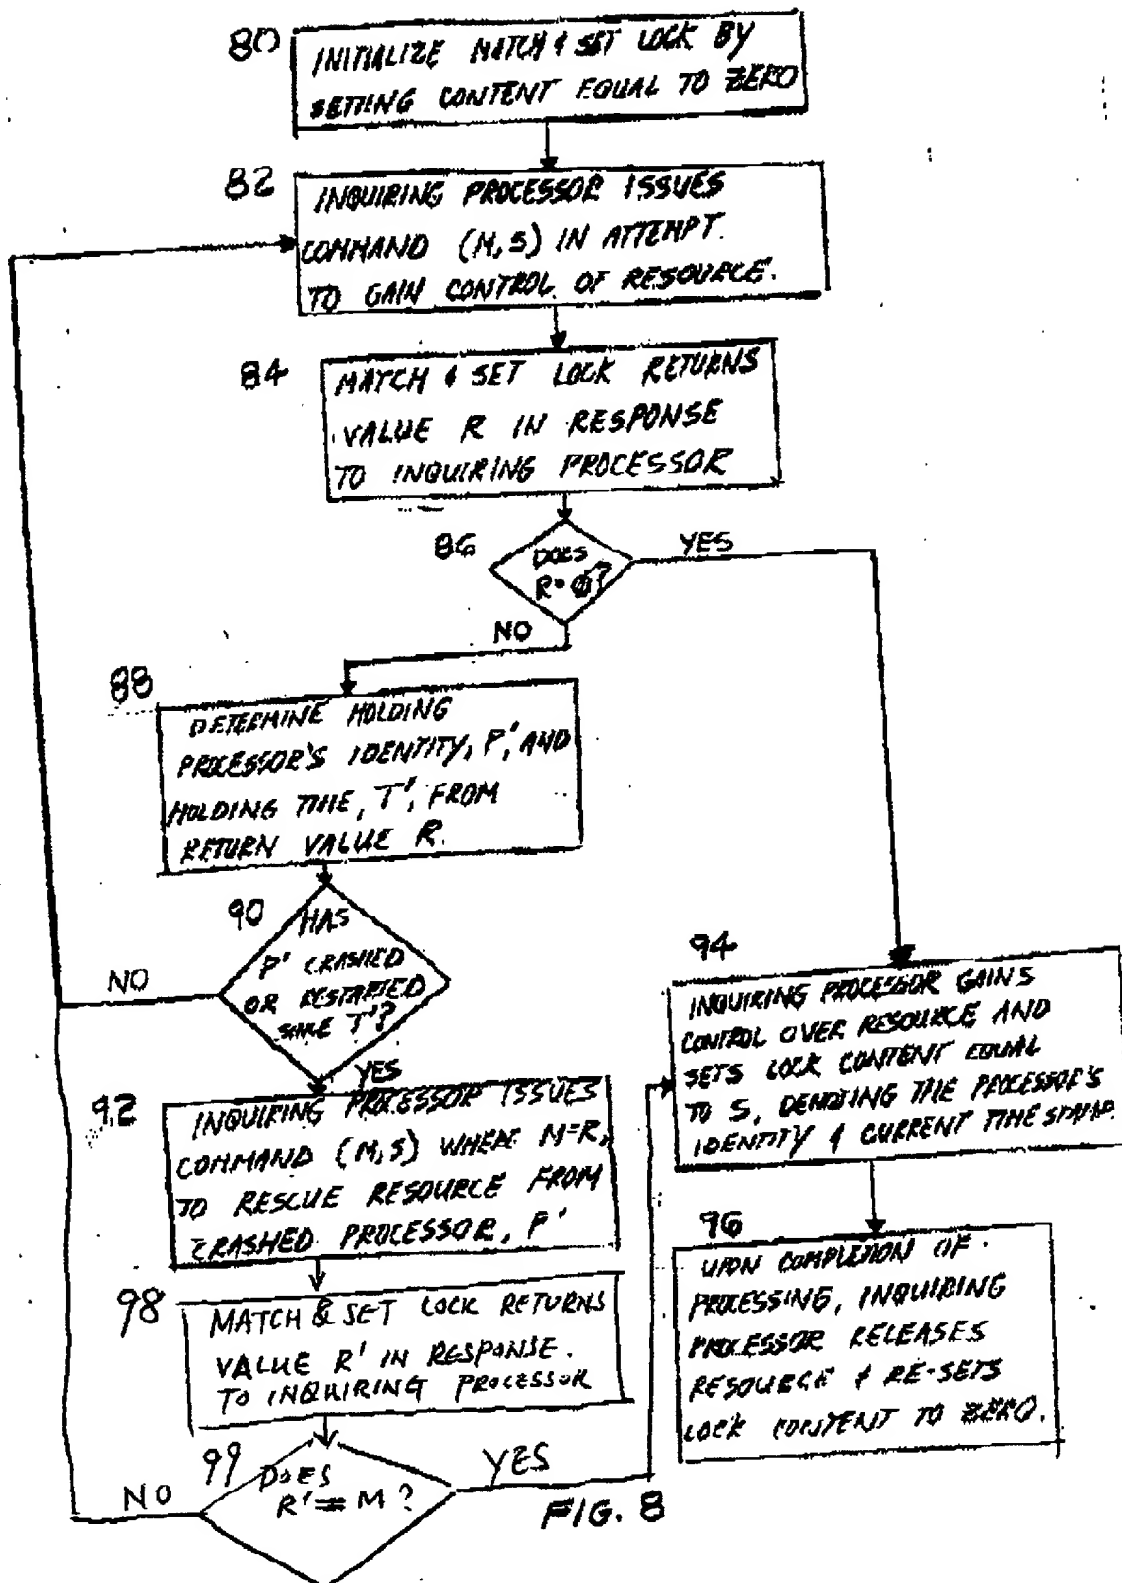 80
INITIALIZE MATCH & SET LOCK BY
SETTING CONTENT EQUAL TO ZERO
82
INQUIRING PROCESSOR ISSUES
COMMAND (M,S) IN ATTEMPT.
TO GAIN CONTROL OF RESOURCE.
84
MATCH & SET LOCK RETURNS
VALUE R IN RESPONSE
TO INQUIRING PROCESSOR
86
DOES
R=Ø?
YES
NO
88
DETERMINE HOLDING
PROCESSOR'S IDENTITY, P', AND
HOLDING TIME, T', FROM
RETURN VALUE R.
90
HAS
P' CRASHED
OR RESTARTED
SINCE T'?
NO
YES
92
INQUIRING PROCESSOR ISSUES
COMMAND (M,S) WHERE M=R,
TO RESCUE RESOURCE FROM
CRASHED PROCESSOR, P'
94
INQUIRING PROCESSOR GAINS
CONTROL OVER RESOURCE AND
SETS LOCK CONTENT EQUAL
TO S, DENOTING THE PROCESSOR'S
IDENTITY & CURRENT TIME STAMP.
96
UPON COMPLETION OF
PROCESSING, INQUIRING
PROCESSOR RELEASES
RESOURCE & RE-SETS
LOCK CONTENT TO ZERO.
98
MATCH & SET LOCK RETURNS
VALUE R' IN RESPONSE.
TO INQUIRING PROCESSOR
99
DOES
R'=M?
NO
YES
FIG. 8